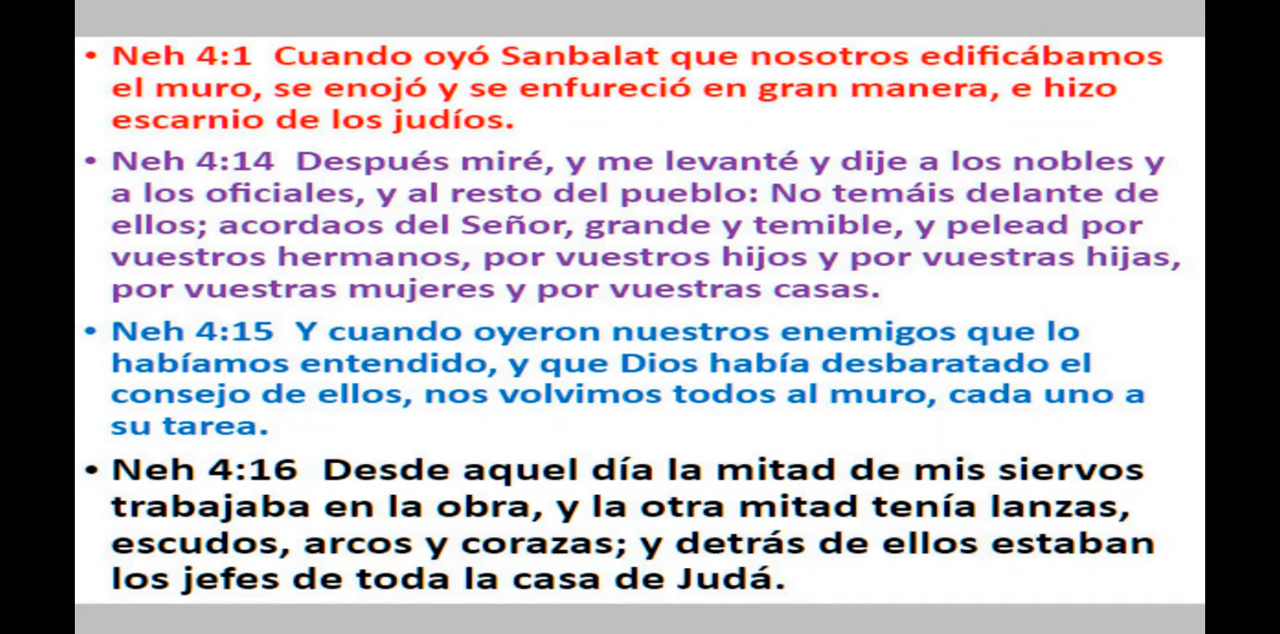 • Neh 4:1  Cuando oyó Sanbalat que nosotros edificábamos
el muro, se enojó y se enfureció en gran manera, e hizo
escarnio de los judíos.
• Neh 4:14  Después miré, y me levanté y dije a los nobles y
a los oficiales, y al resto del pueblo: No temáis delante de
ellos; acordaos del Señor, grande y temible, y pelead por
vuestros hermanos, por vuestros hijos y por vuestras hijas,
por vuestras mujeres y por vuestras casas.
• Neh 4:15  Y cuando oyeron nuestros enemigos que lo
habíamos entendido, y que Dios había desbaratado el
consejo de ellos, nos volvimos todos al muro, cada uno a
su tarea.
• Neh 4:16  Desde aquel día la mitad de mis siervos
trabajaba en la obra, y la otra mitad tenía lanzas,
escudos, arcos y corazas; y detrás de ellos estaban
los jefes de toda la casa de Judá.